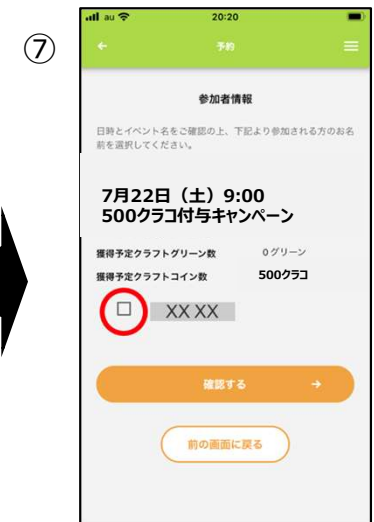 ⑦
au 20:20
← 予約
参加者情報
日時とイベント名をご確認の上、下記より参加される方のお名
前を選択してください。
7月22日（土）9:00
500クラコ付与キャンペーン
獲得予定クラフトグリーン数 0グリーン
獲得予定クラフトコイン数 500クラコ
XX XX
確認する →
前の画面に戻る